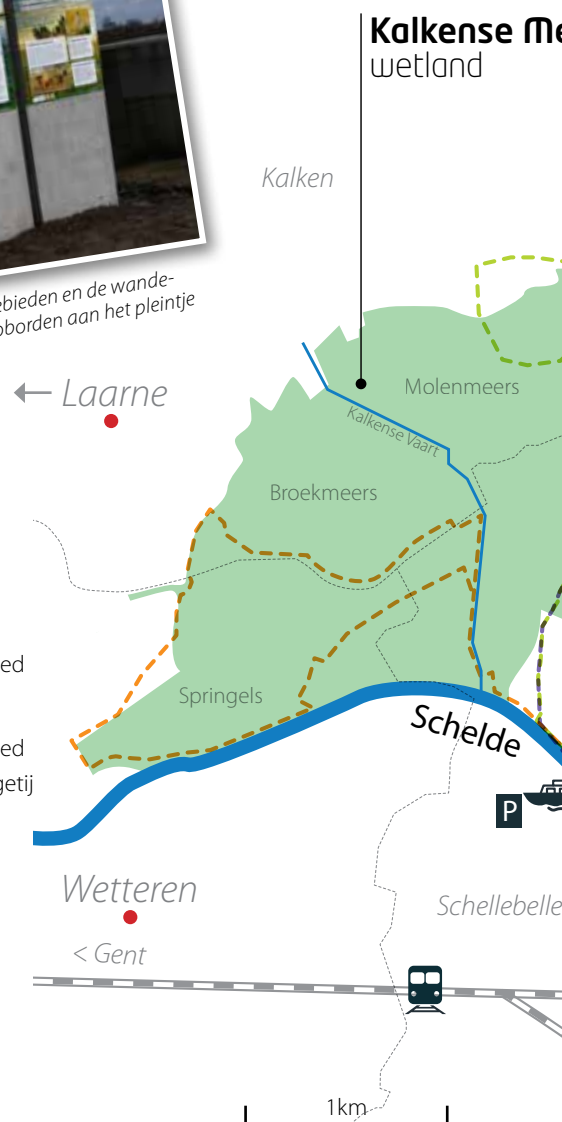 Kalkense Me
wetland
Kalken
ebieden en de wande-
oborden aan het pleintje
Laarne
Molenmeers
Kalkense Vaart
Broekmeers
ed
Springels
Schelde
ed
getij
P
Wetteren
Schellebelle
< Gent
1km